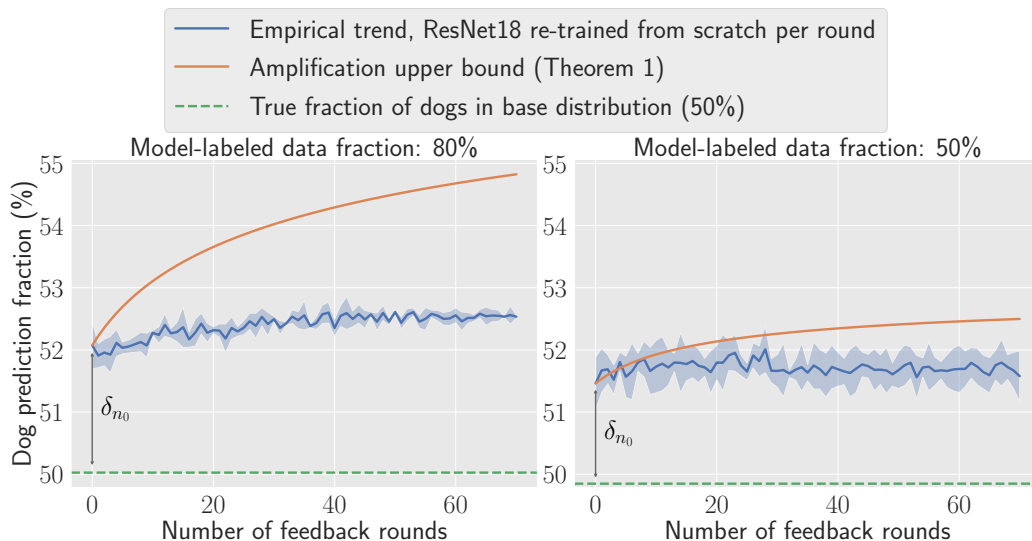 Empirical trend, ResNet18 re-trained from scratch per round
Amplification upper bound (Theorem 1)
True fraction of dogs in base distribution (50%)
Model-labeled data fraction: 80%
Model-labeled data fraction: 50%
Dog prediction fraction (%)
55
54
53
52
51
50
δn₀
0
20
40
60
Number of feedback rounds
55
54
53
52
51
50
δn₀
0
20
40
60
Number of feedback rounds